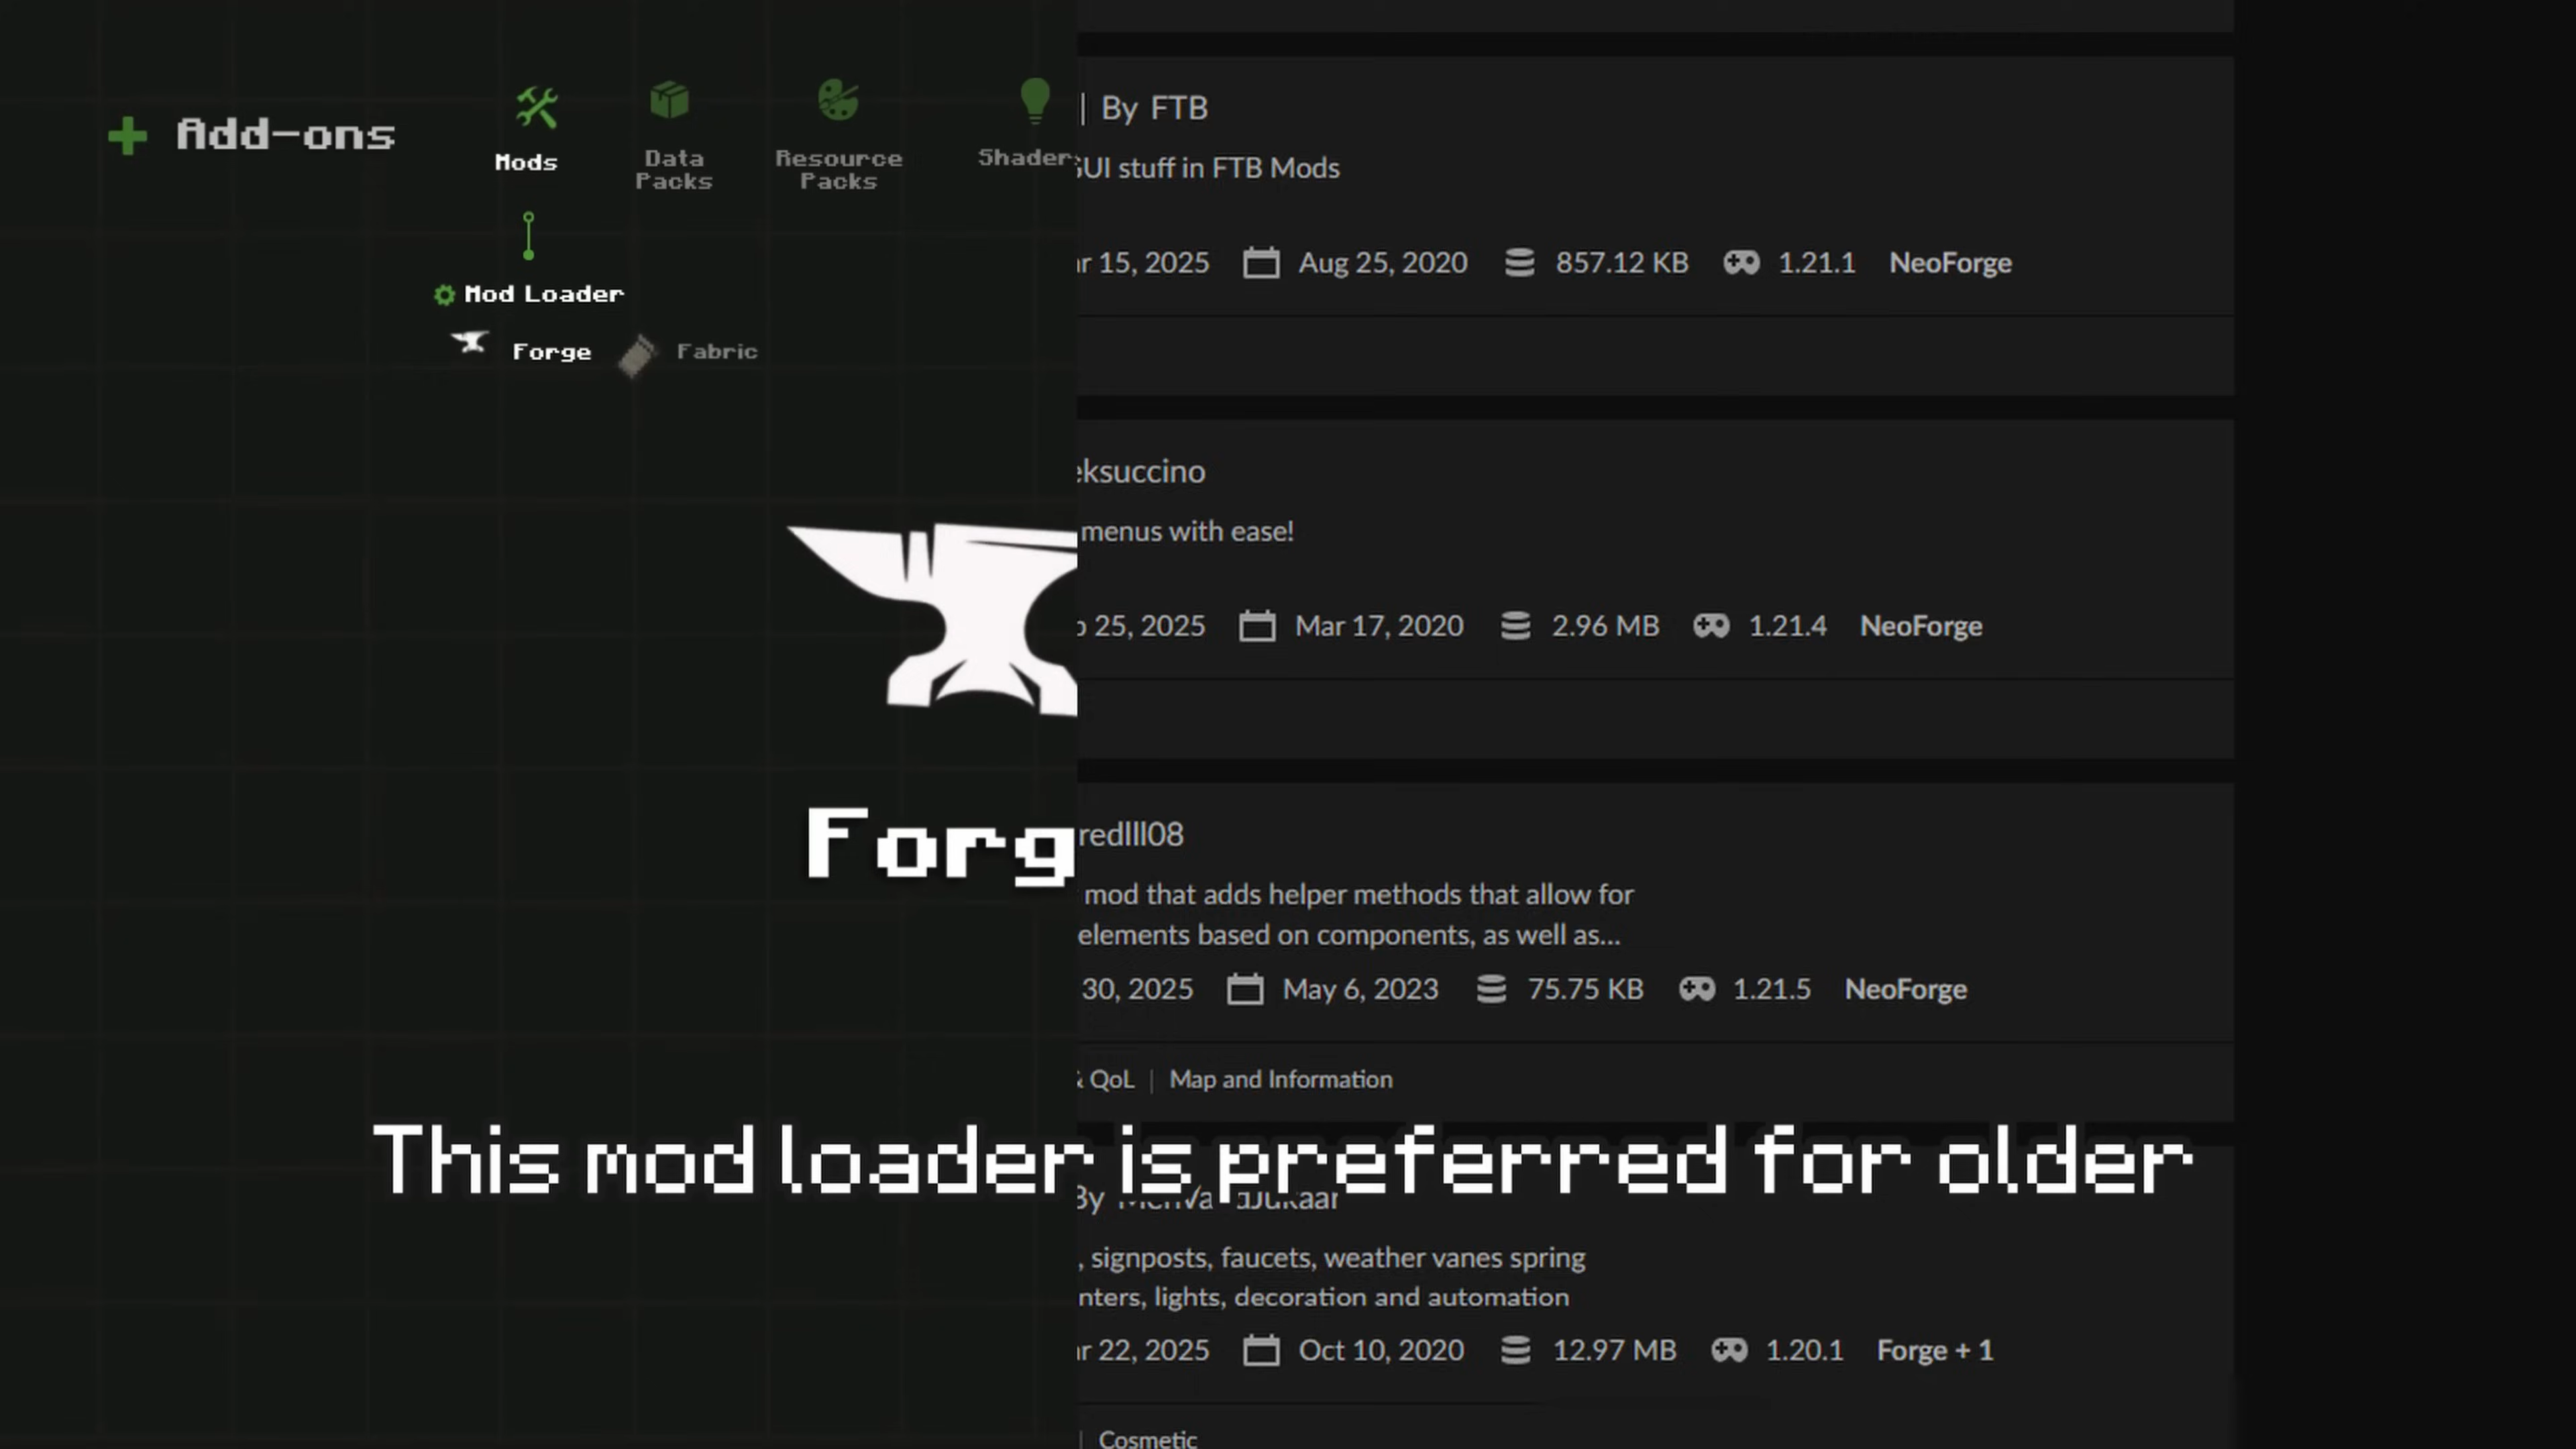 Add-ons
Mods
Data
Packs
Resource
Packs
Shader
Mod Loader
Forge
Fabric
Forg
| By FTB
GUI stuff in FTB Mods
15, 2025 Aug 25, 2020 857.12 KB 1.21.1 NeoForge
eksuccino
menus with ease!
25, 2025 Mar 17, 2020 2.96 MB 1.21.4 NeoForge
redlll08
mod that adds helper methods that allow for
elements based on components, as well as...
30, 2025 May 6, 2023 75.75 KB 1.21.5 NeoForge
& QoL | Map and Information
This mod loader is preferred for older
By
, signposts, faucets, weather vanes spring
nters, lights, decoration and automation
22, 2025 Oct 10, 2020 12.97 MB 1.20.1 Forge + 1
| Cosmetic